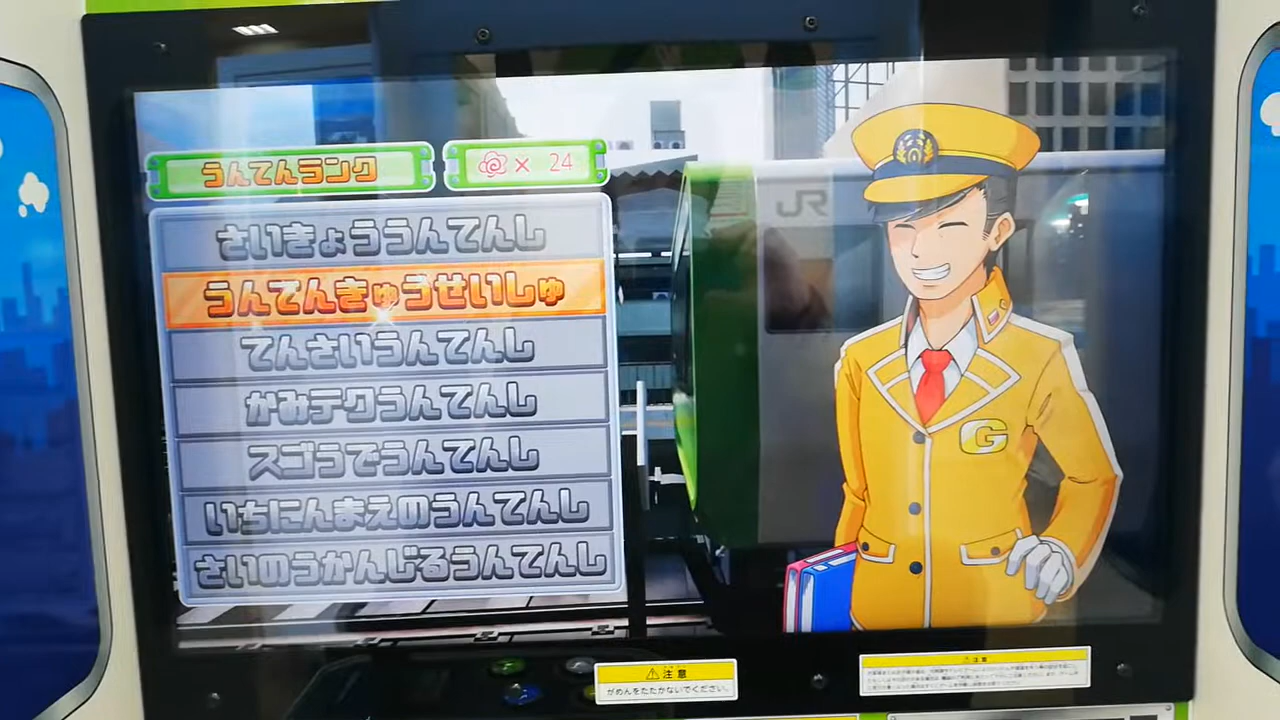 うんてんランク
× 24
さいきょううんてんし
うんてんきゅうせいしゅ
てんさいうんてんし
かみテクうんてんし
スゴうでうんてんし
いちにんまえのうんてんし
さいのうかんじるうんてんし
JR
G
⚠注意
がめんをたたかないでください。
⚠注意